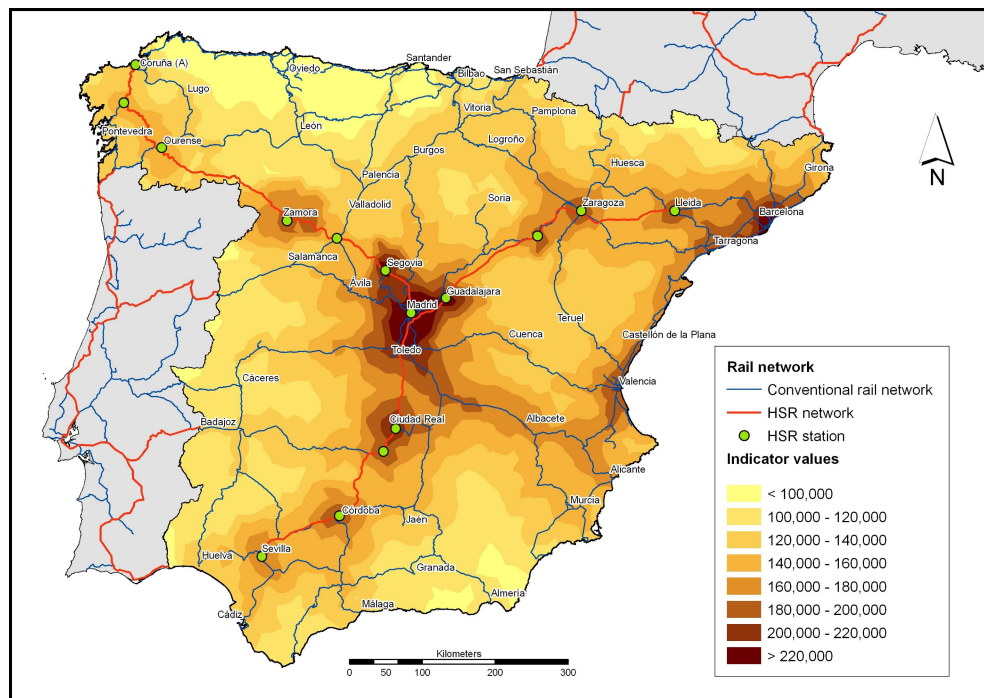 Coruña (A)
Oviedo
Santander
San Sebastián
Bilbao
Lugo
Vitoria
Pamplona
León
Pontevedra
Ourense
Logroño
Burgos
Huesca
Girona
N
Palencia
Soria
Valladolid
Zaragoza
Lleida
Zamora
Barcelona
Tarragona
Salamanca
Segovia
Ávila
Guadalajara
Madrid
Teruel
Cuenca
Castellón de la Plana
Toledo
Cáceres
Valencia
Ciudad Real
Albacete
Badajoz
Alicante
Murcia
Córdoba
Jaén
Huelva
Sevilla
Granada
Almería
Málaga
Cádiz
Kilometers
0 50 100 200 300
Rail network
Conventional rail network
HSR network
HSR station
Indicator values
< 100,000
100,000 - 120,000
120,000 - 140,000
140,000 - 160,000
160,000 - 180,000
180,000 - 200,000
200,000 - 220,000
> 220,000